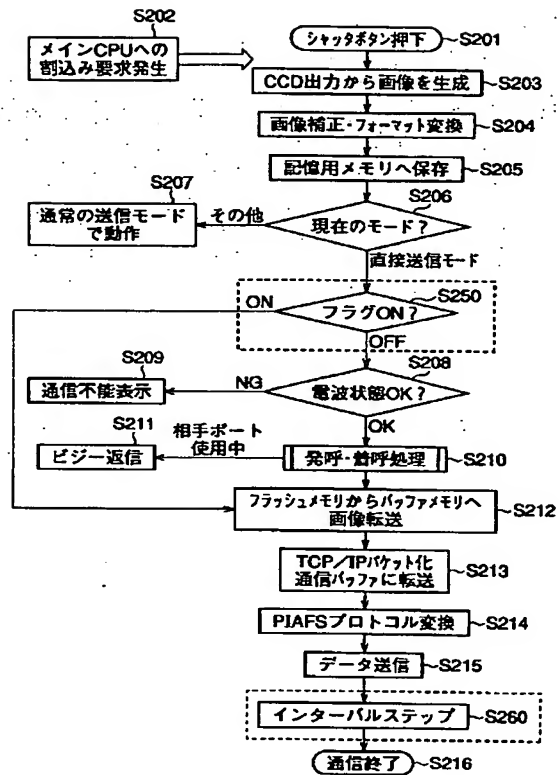 S202
メインCPUへの
割込み要求発生
シャッタボタン押下
S201
CCD出力から画像を生成
S203
画像補正・フォーマット変換
S204
記憶用メモリへ保存
S205
S207
通常の送信モード
で動作
その他
S206
現在のモード?
直接送信モード
S250
ON
フラグON?
OFF
S209
通信不能表示
NG
S208
電波状態OK?
OK
S211
ビジー返信
相手ポート
使用中
発呼・着呼処理
S210
フラッシュメモリからバッファメモリへ
画像転送
S212
TCP/IPパケット化
通信バッファに転送
S213
PIAFSプロトコル変換
S214
データ送信
S215
インターバルステップ
S260
通信終了
S216